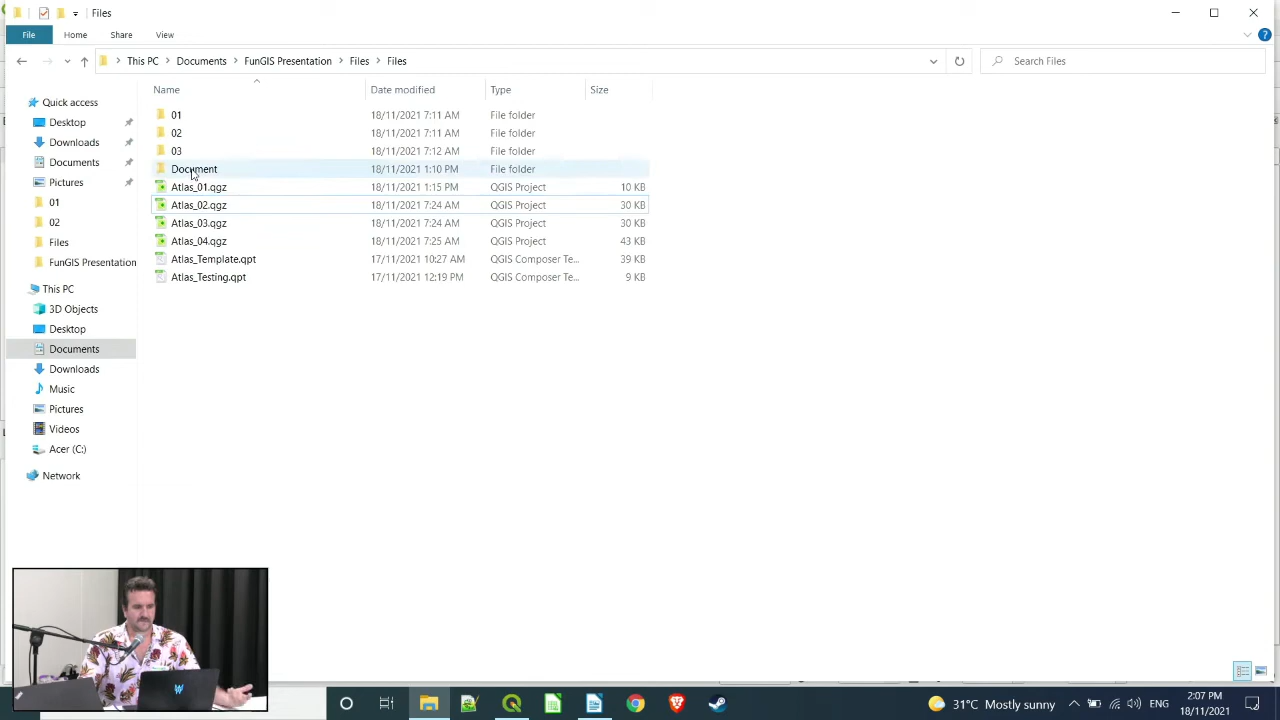 Files
File
Home
Share
View
This PC
Documents
FunGIS Presentation
Files
Files
Search Files
Name
Date modified
Type
Size
01
18/11/2021 7:11 AM
File folder
02
18/11/2021 7:11 AM
File folder
03
18/11/2021 7:12 AM
File folder
Document
18/11/2021 1:10 PM
File folder
Atlas_01.qgz
18/11/2021 1:15 PM
QGIS Project
10 KB
Atlas_02.qgz
18/11/2021 7:24 AM
QGIS Project
30 KB
Atlas_03.qgz
18/11/2021 7:24 AM
QGIS Project
30 KB
Atlas_04.qgz
18/11/2021 7:25 AM
QGIS Project
43 KB
Atlas_Template.qpt
17/11/2021 10:27 AM
QGIS Composer Te...
39 KB
Atlas_Testing.qpt
17/11/2021 12:19 PM
QGIS Composer Te...
9 KB
Quick access
Desktop
Downloads
Documents
Pictures
01
02
Files
FunGIS Presentation
This PC
3D Objects
Desktop
Documents
Downloads
Music
Pictures
Videos
Acer (C:)
Network
31°C Mostly sunny
ENG
2:07 PM
18/11/2021